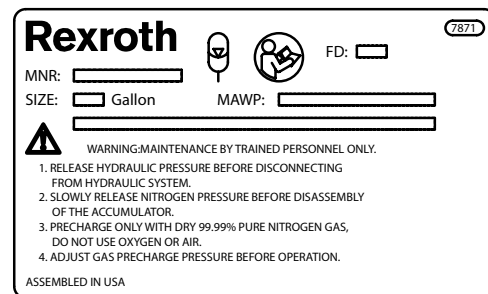 Rexroth
7871
FD:
MNR:
SIZE: Gallon MAWP:
WARNING:MAINTENANCE BY TRAINED PERSONNEL ONLY.
1. RELEASE HYDRAULIC PRESSURE BEFORE DISCONNECTING
FROM HYDRAULIC SYSTEM.
2. SLOWLY RELEASE NITROGEN PRESSURE BEFORE DISASSEMBLY
OF THE ACCUMULATOR.
3. PRECHARGE ONLY WITH DRY 99.99% PURE NITROGEN GAS,
DO NOT USE OXYGEN OR AIR.
4. ADJUST GAS PRECHARGE PRESSURE BEFORE OPERATION.
ASSEMBLED IN USA